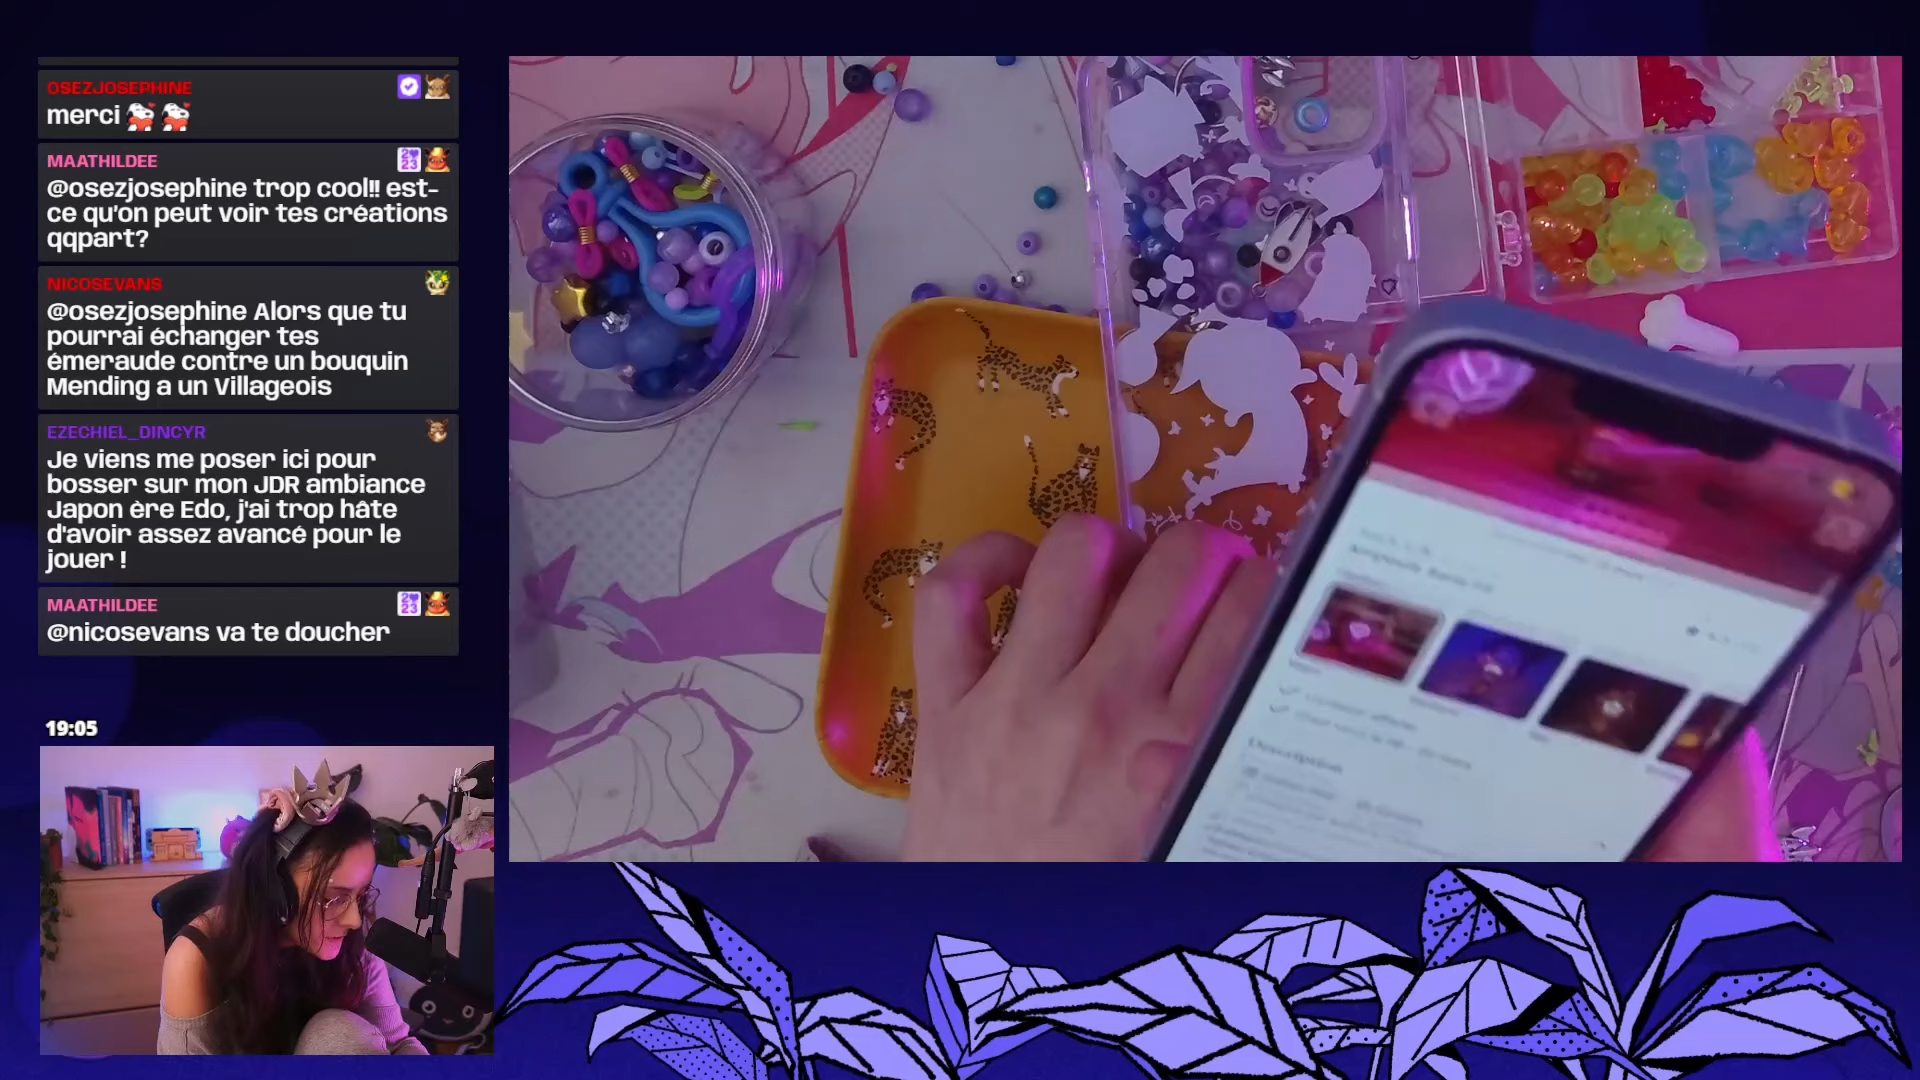 OSEZJOSEPHINE
merci
MAATHILDEE
@osezjosephine trop cool!! est-
ce qu'on peut voir tes créations
qqpart?
NICOSEVANS
@osezjosephine Alors que tu
pourrai échanger tes
émeraude contre un bouquin
Mending a un Villageois
EZECHIEL_DINCYR
Je viens me poser ici pour
bosser sur mon JDR ambiance
Japon ère Edo, j'ai trop hâte
d'avoir assez avancé pour le
jouer !
MAATHILDEE
@nicosevans va te doucher
19:05
Description